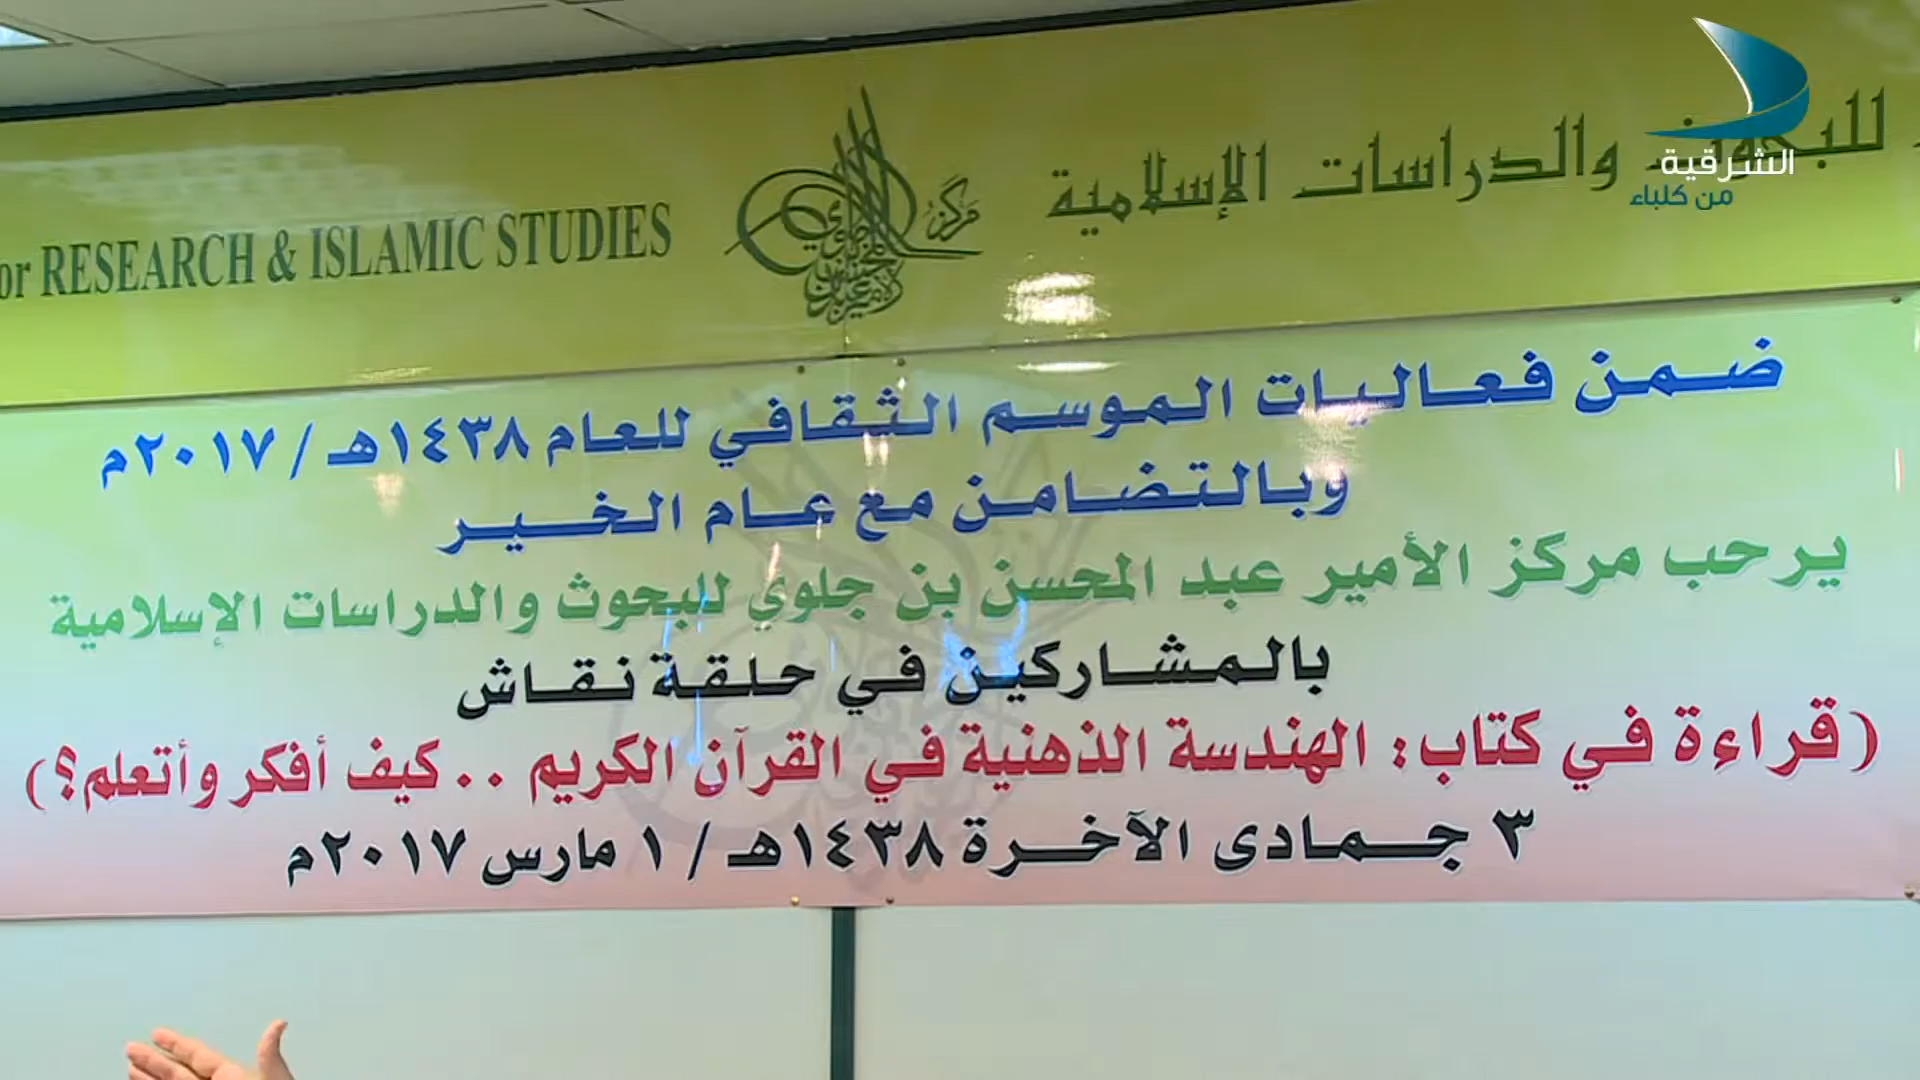 للبحوث والدراسات الإسلامية
or RESEARCH & ISLAMIC STUDIES
مركز
الشرقية
من كلباء
ضمن فعاليات الموسم الثقافي للعام ١٤٣٨هـ / ٢٠١٧م
وبالتضامن مع عام الخير
يرحب مركز الأمير عبد المحسن بن جلوي للبحوث والدراسات الإسلامية
بالمشاركين في حلقة نقاش
(قراءة في كتاب: الهندسة الذهنية في القرآن الكريم .. كيف أفكر وأتعلم؟)
٣ جمادى الآخرة ١٤٣٨هـ / ١ مارس ٢٠١٧م